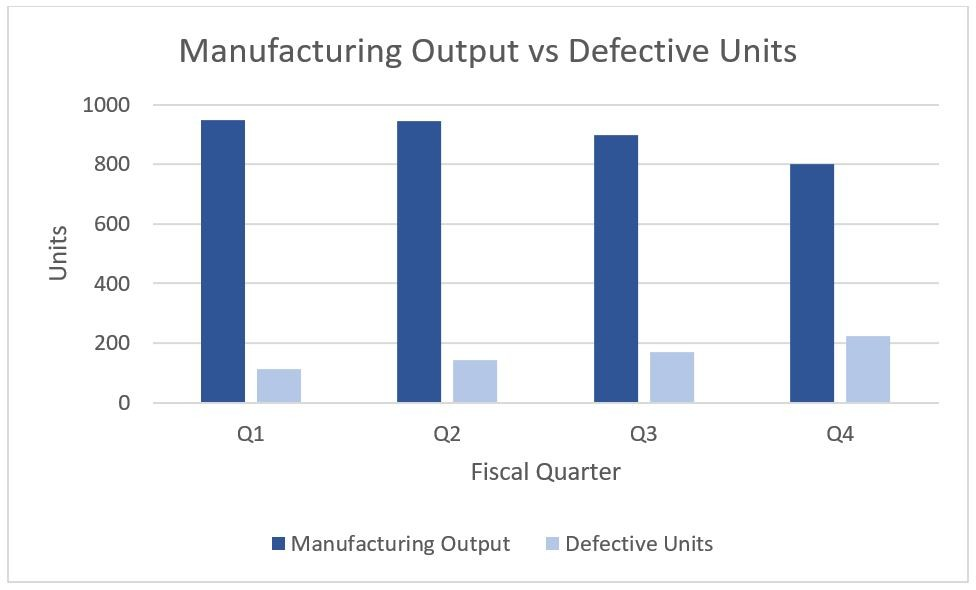 Manufacturing Output vs Defective Units
1000
800
600
400
200
0
Units
Q1 Q2 Q3 Q4
Fiscal Quarter
Manufacturing Output Defective Units